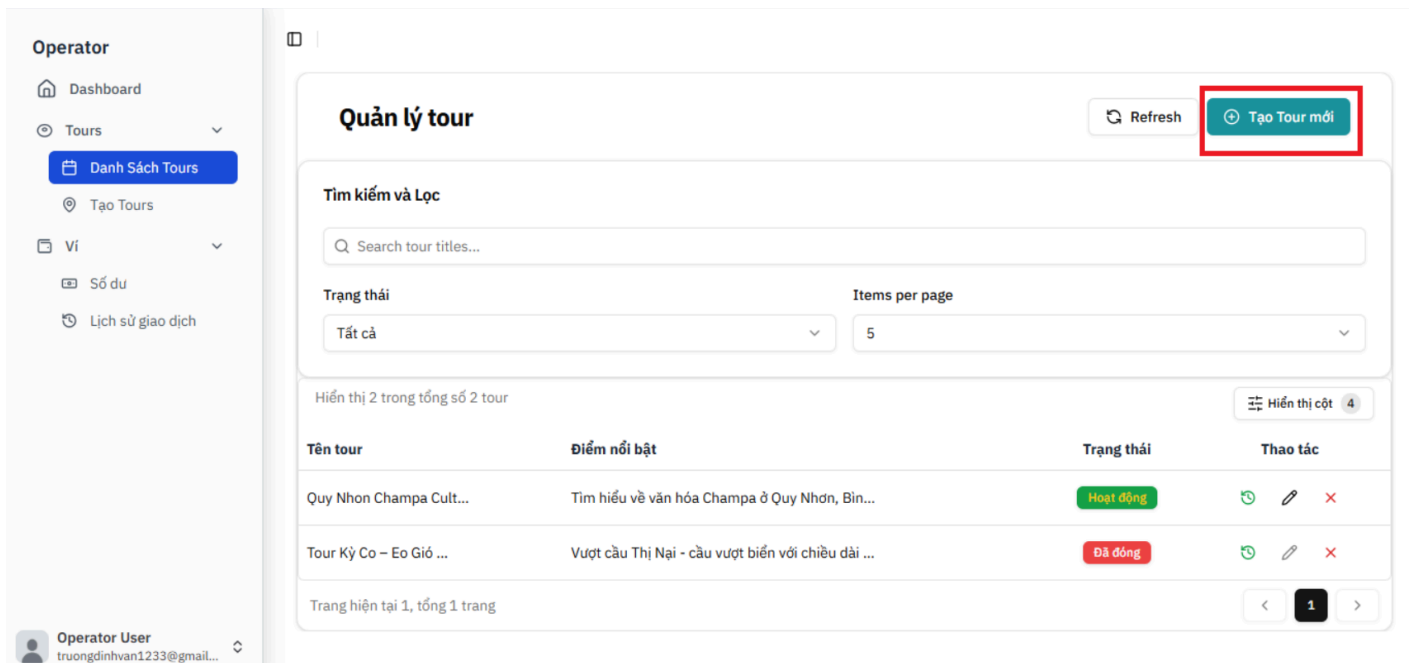 Operator
Dashboard
Tours
Danh Sách Tours
Tạo Tours
Ví
Số dư
Lịch sử giao dịch
Operator User
truongdinhvan1233@gmail...
Quản lý tour
Refresh
Tạo Tour mới
Tìm kiếm và Lọc
Search tour titles...
Trạng thái Items per page
Tất cả 5
Hiển thị 2 trong tổng số 2 tour Hiển thị cột 4
Tên tour Điểm nổi bật Trạng thái Thao tác
Quy Nhon Champa Cult... Tìm hiểu về văn hóa Champa ở Quy Nhơn, Bìn... Hoạt động
Tour Kỳ Co – Eo Gió ... Vượt cầu Thị Nại - cầu vượt biển với chiều dài ... Đã đóng
Trang hiện tại 1, tổng 1 trang 1